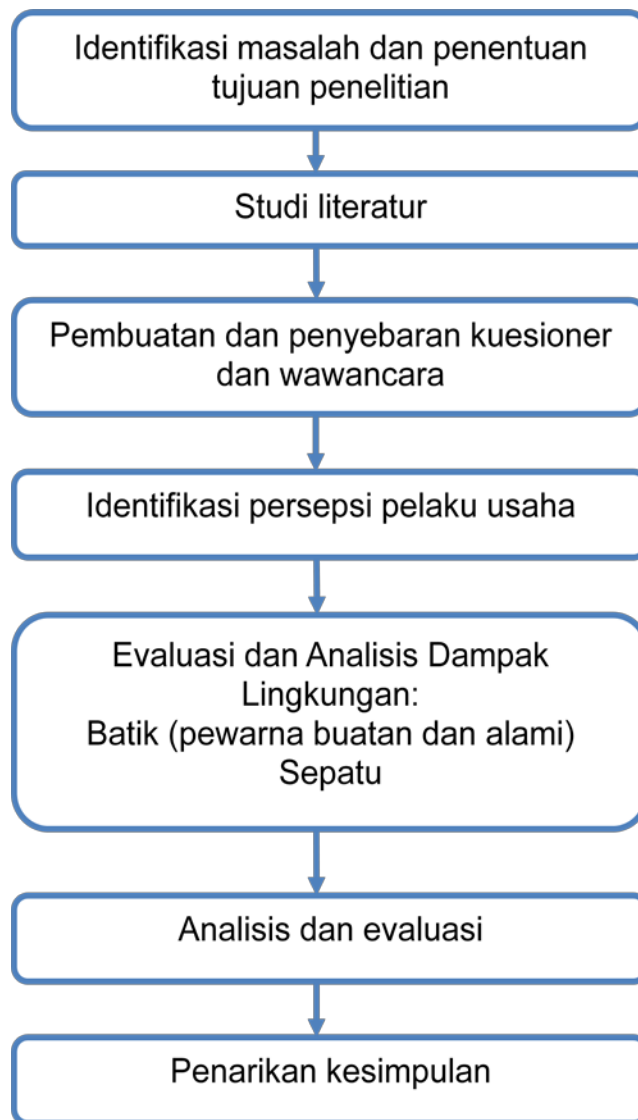 Identifikasi masalah dan penentuan
tujuan penelitian
Studi literatur
Pembuatan dan penyebaran kuesioner
dan wawancara
Identifikasi persepsi pelaku usaha
Evaluasi dan Analisis Dampak
Lingkungan:
Batik (pewarna buatan dan alami)
Sepatu
Analisis dan evaluasi
Penarikan kesimpulan